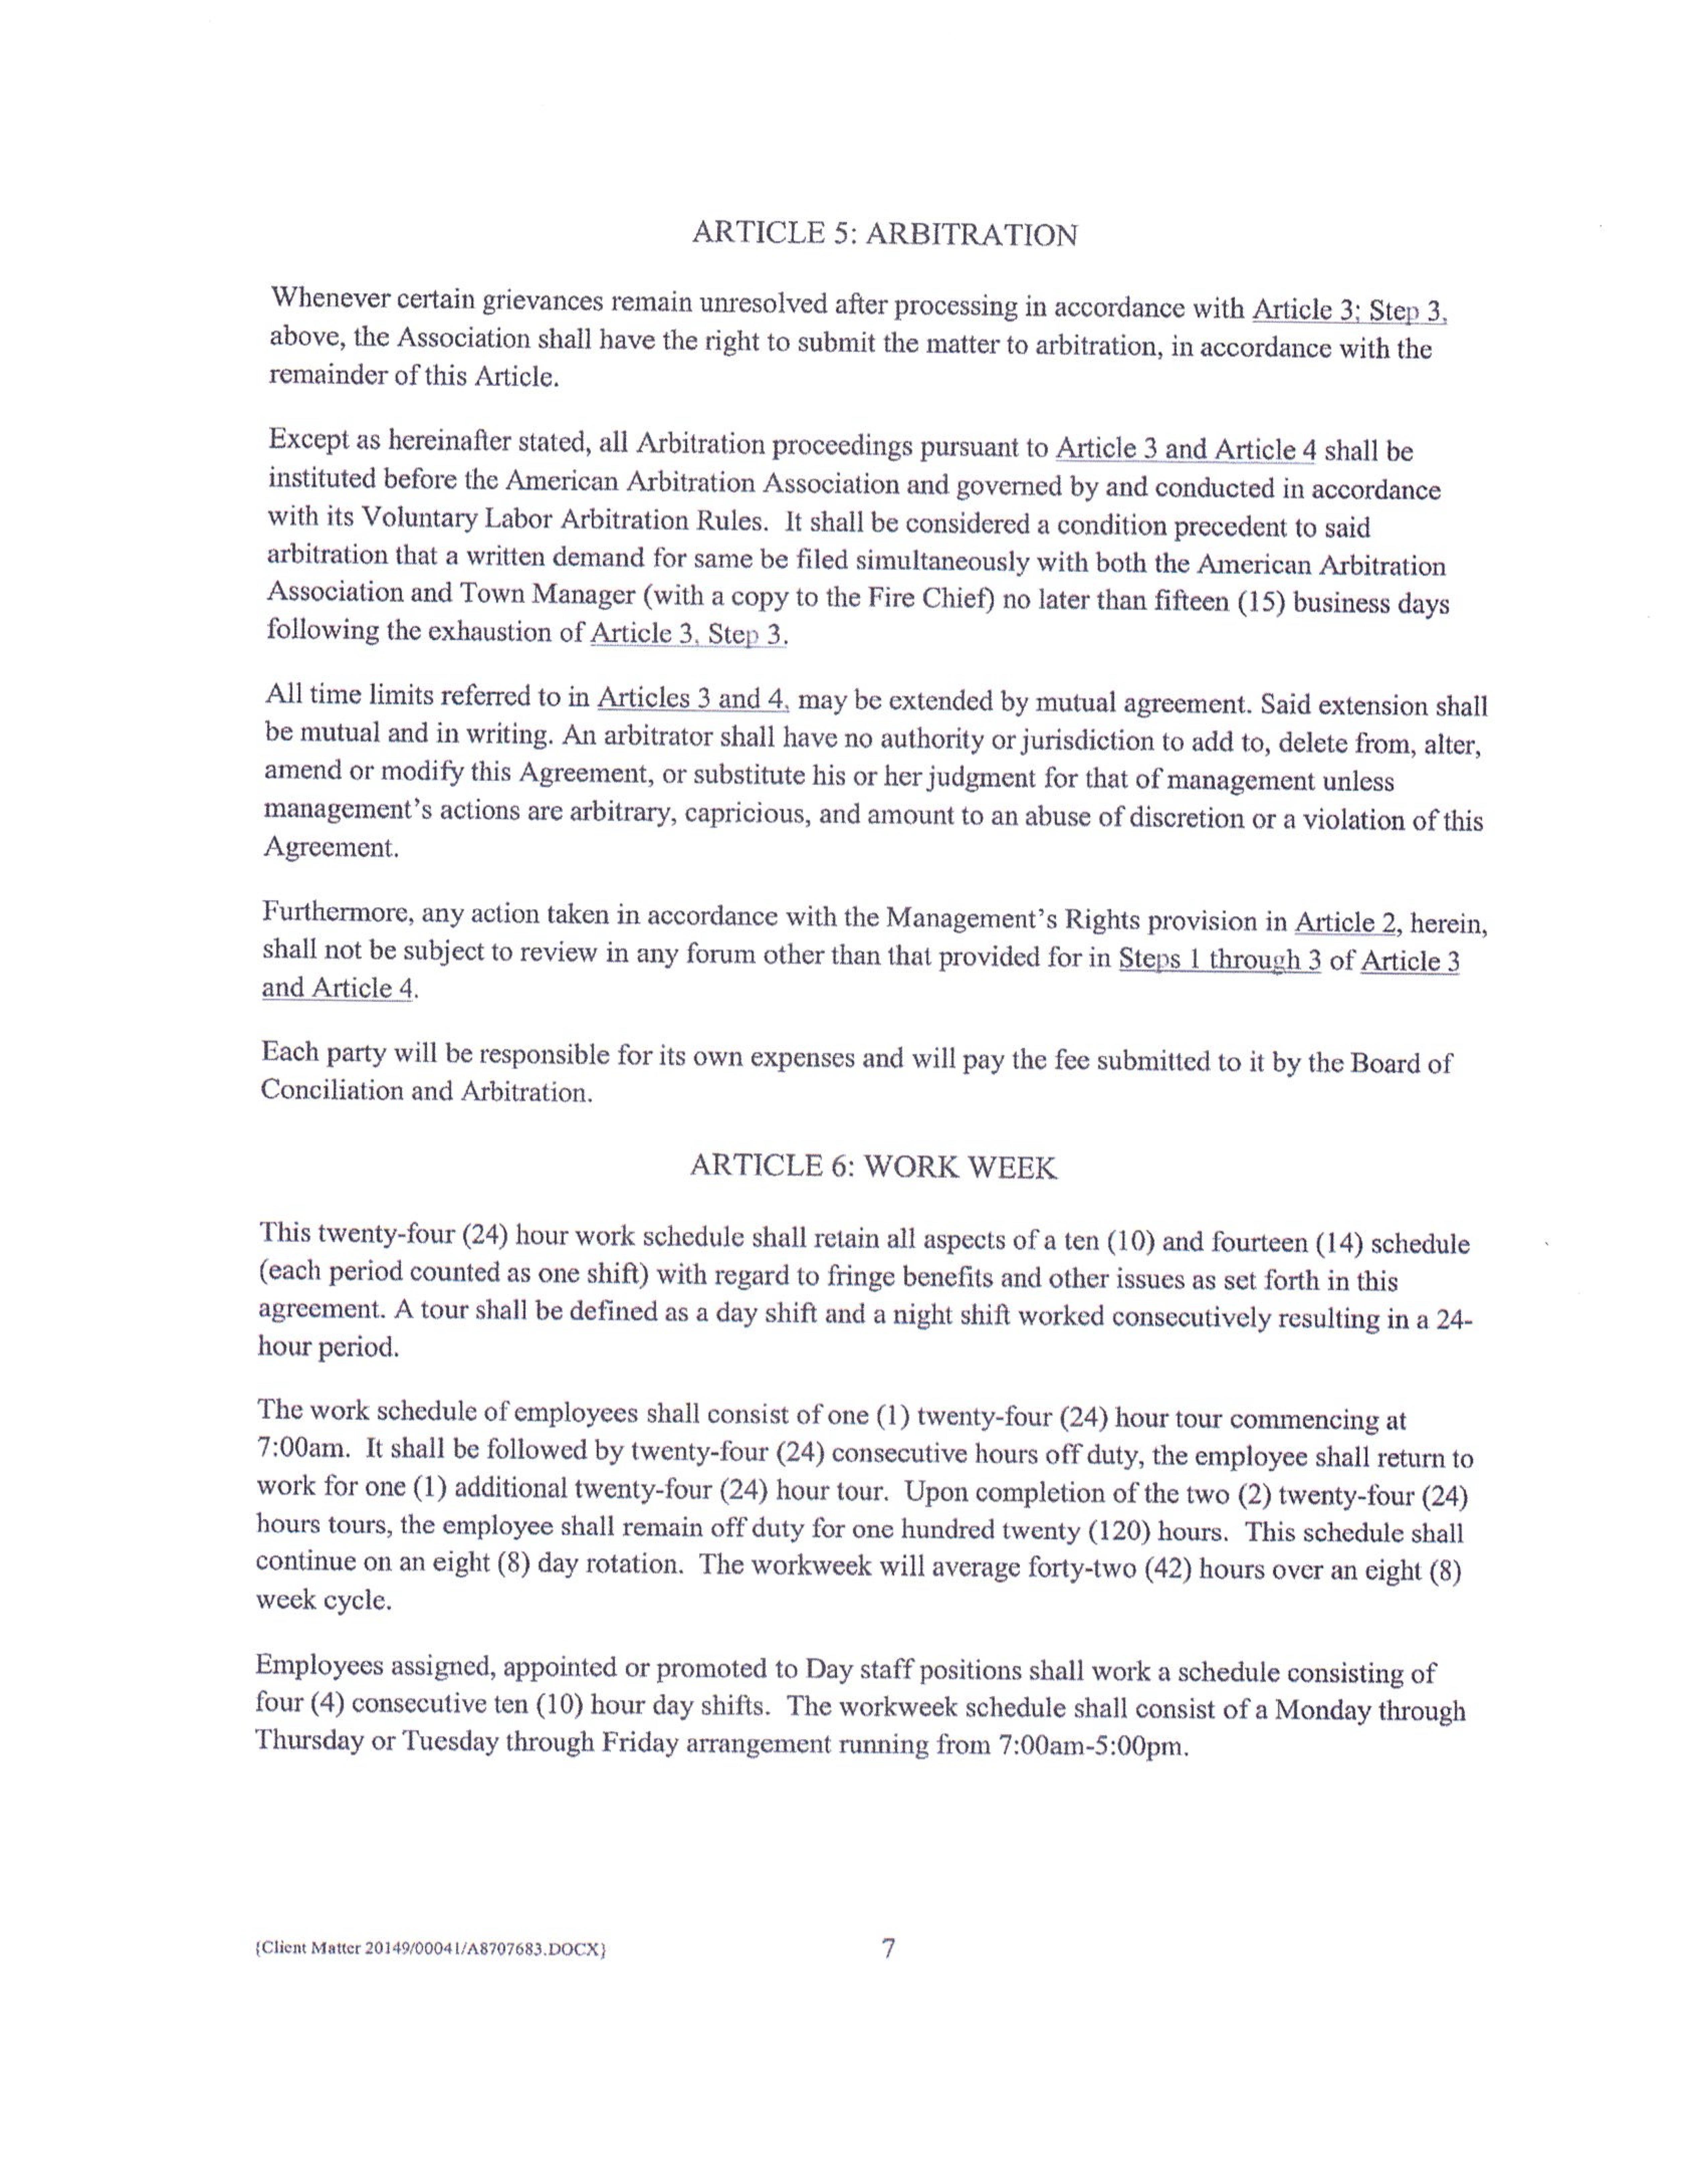 ARTICLE 5: ARBITRATION
Whenever certain grievances remain unresolved after processing in accordance with Article 3: Step 3,
above, the Association shall have the right to submit the matter to arbitration, in accordance with the
remainder of this Article.
Except as hereinafter stated, all Arbitration proceedings pursuant to Article 3 and Article 4 shall be
instituted before the American Arbitration Association and governed by and conducted in accordance
with its Voluntary Labor Arbitration Rules.  It shall be considered a condition precedent to said
arbitration that a written demand for same be filed simultaneously with both the American Arbitration
Association and Town Manager (with a copy to the Fire Chief) no later than fifteen (15) business days
following the exhaustion of Article 3, Step 3.
All time limits referred to in Articles 3 and 4, may be extended by mutual agreement. Said extension shall
be mutual and in writing. An arbitrator shall have no authority or jurisdiction to add to, delete from, alter,
amend or modify this Agreement, or substitute his or her judgment for that of management unless
management's actions are arbitrary, capricious, and amount to an abuse of discretion or a violation of this
Agreement.
Furthermore, any action taken in accordance with the Management's Rights provision in Article 2, herein,
shall not be subject to review in any forum other than that provided for in Steps 1 through 3 of Article 3
and Article 4.
Each party will be responsible for its own expenses and will pay the fee submitted to it by the Board of
Conciliation and Arbitration.
ARTICLE 6: WORK WEEK
This twenty-four (24) hour work schedule shall retain all aspects of a ten (10) and fourteen (14) schedule
(each period counted as one shift) with regard to fringe benefits and other issues as set forth in this
agreement. A tour shall be defined as a day shift and a night shift worked consecutively resulting in a 24-
hour period.
The work schedule of employees shall consist of one (1) twenty-four (24) hour tour commencing at
7:00am.  It shall be followed by twenty-four (24) consecutive hours off duty, the employee shall return to
work for one (1) additional twenty-four (24) hour tour.  Upon completion of the two (2) twenty-four (24)
hours tours, the employee shall remain off duty for one hundred twenty (120) hours.  This schedule shall
continue on an eight (8) day rotation.  The workweek will average forty-two (42) hours over an eight (8)
week cycle.
Employees assigned, appointed or promoted to Day staff positions shall work a schedule consisting of
four (4) consecutive ten (10) hour day shifts.  The workweek schedule shall consist of a Monday through
Thursday or Tuesday through Friday arrangement running from 7:00am-5:00pm.
{Client Matter 20149/00041/A8707683.DOCX}
7